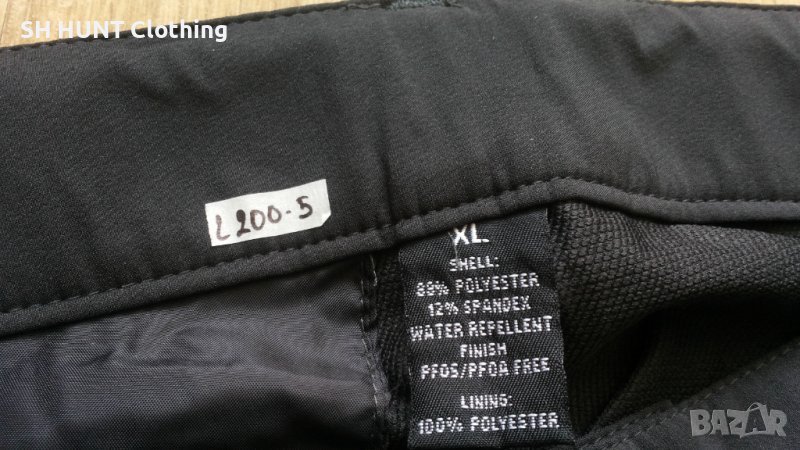 SH HUNT Clothing
L200-5
XL
SHELL:
88% POLYESTER
12% SPANDEX
WATER REPELLENT
FINISH
PFOS/PFOA FREE
LINING:
100% POLYESTER
BAZAR